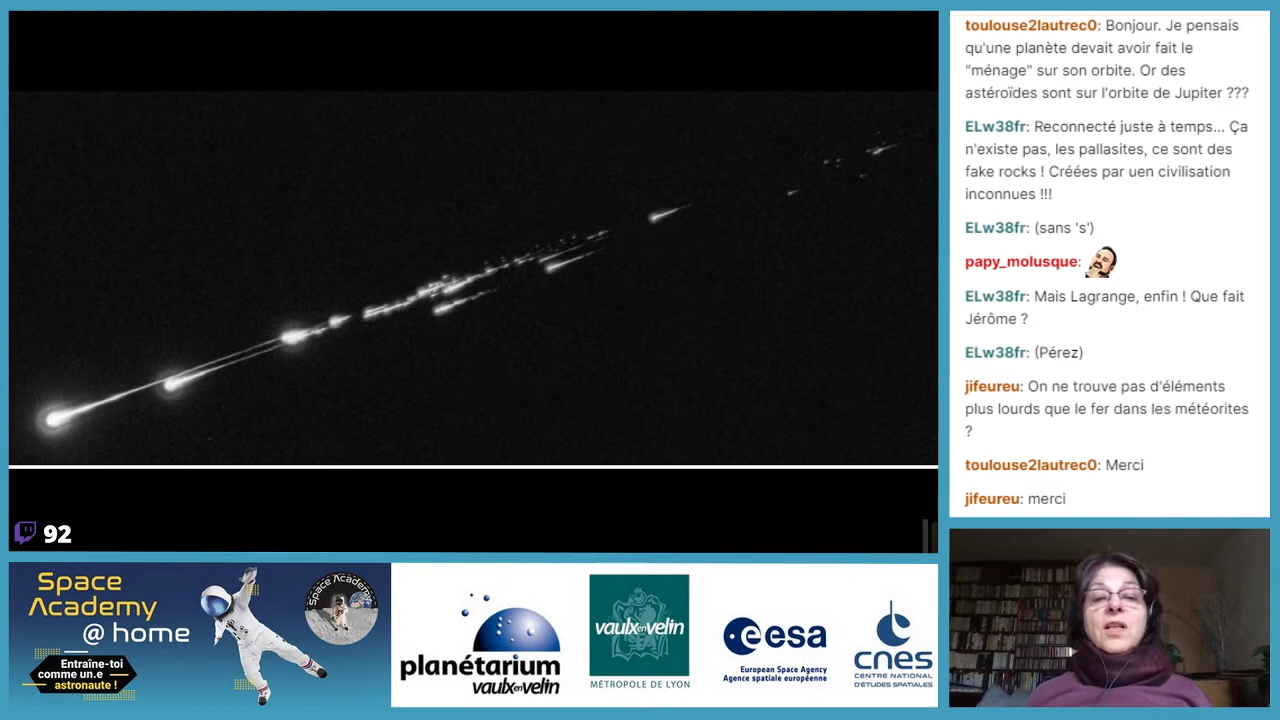 toulouse2lautrec0: Bonjour. Je pensais
qu'une planète devait avoir fait le
"ménage" sur son orbite. Or des
astéroïdes sont sur l'orbite de Jupiter ???
ELw38fr: Reconnecté juste à temps... Ça
n'existe pas, les pallasites, ce sont des
fake rocks ! Créées par uen civilisation
inconnues !!!
ELw38fr: (sans 's')
papy_molusque:
ELw38fr: Mais Lagrange, enfin ! Que fait
Jérôme ?
ELw38fr: (Pérez)
jifeureu: On ne trouve pas d'éléments
plus lourds que le fer dans les météorites
?
toulouse2lautrec0: Merci
jifeureu: merci
92
Space
Academy
@ home
Entraîne-toi
comme un.e
astronaute !
Space Academy
planétarium
vaulx en velin
vaulx en velin
MÉTROPOLE DE LYON
esa
European Space Agency
Agence spatiale européenne
cnes
CENTRE NATIONAL
D'ÉTUDES SPATIALES